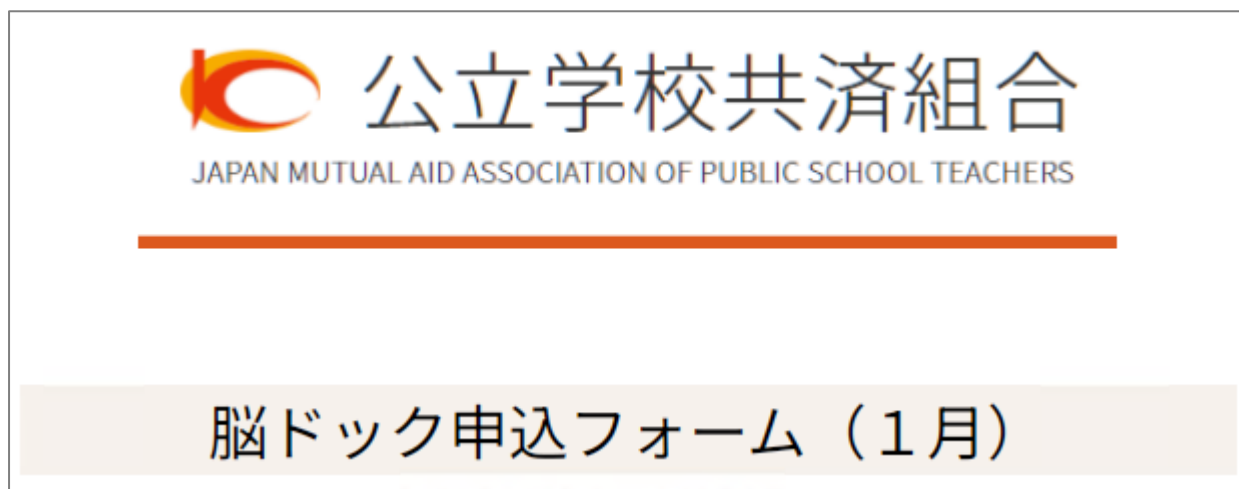 公立学校共済組合
JAPAN MUTUAL AID ASSOCIATION OF PUBLIC SCHOOL TEACHERS
脳ドック申込フォーム（１月）